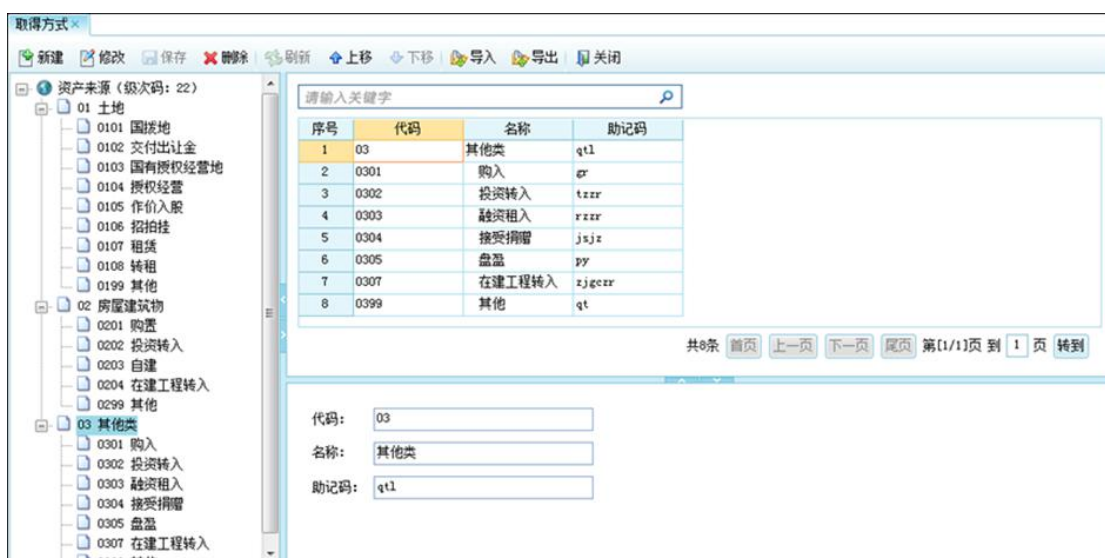 取得方式
新建 修改 保存 删除 刷新 上移 下移 导入 导出 关闭
资产来源（级次码：22）
01 土地
0101 国拨地
0102 交付出让金
0103 国有授权经营地
0104 授权经营
0105 作价入股
0106 招拍挂
0107 租赁
0108 转租
0199 其他
02 房屋建筑物
0201 购置
0202 投资转入
0203 自建
0204 在建工程转入
0299 其他
03 其他类
0301 购入
0302 投资转入
0303 融资租入
0304 接受捐赠
0305 盘盈
0307 在建工程转入
请输入关键字
序号 代码 名称 助记码
1 03 其他类 qtl
2 0301 购入 gr
3 0302 投资转入 tzzr
4 0303 融资租入 rzzr
5 0304 接受捐赠 jsjz
6 0305 盘盈 py
7 0307 在建工程转入 zjgczr
8 0399 其他 qt
共8条 首页 上一页 下一页 尾页 第[1/1]页 到 1 页 转到
代码： 03
名称： 其他类
助记码： qtl